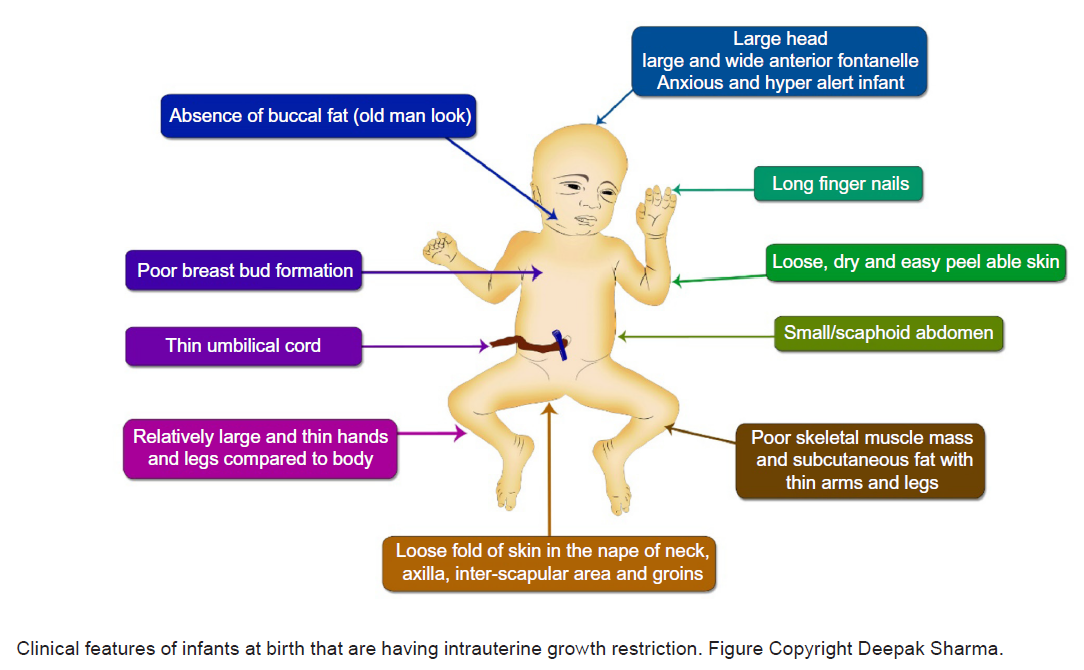 Large head
large and wide anterior fontanelle
Anxious and hyper alert infant
Absence of buccal fat (old man look)
Long finger nails
Loose, dry and easy peel able skin
Poor breast bud formation
Small/scaphoid abdomen
Thin umbilical cord
Relatively large and thin hands
and legs compared to body
Poor skeletal muscle mass
and subcutaneous fat with
thin arms and legs
Loose fold of skin in the nape of neck,
axilla, inter-scapular area and groins
Clinical features of infants at birth that are having intrauterine growth restriction. Figure Copyright Deepak Sharma.